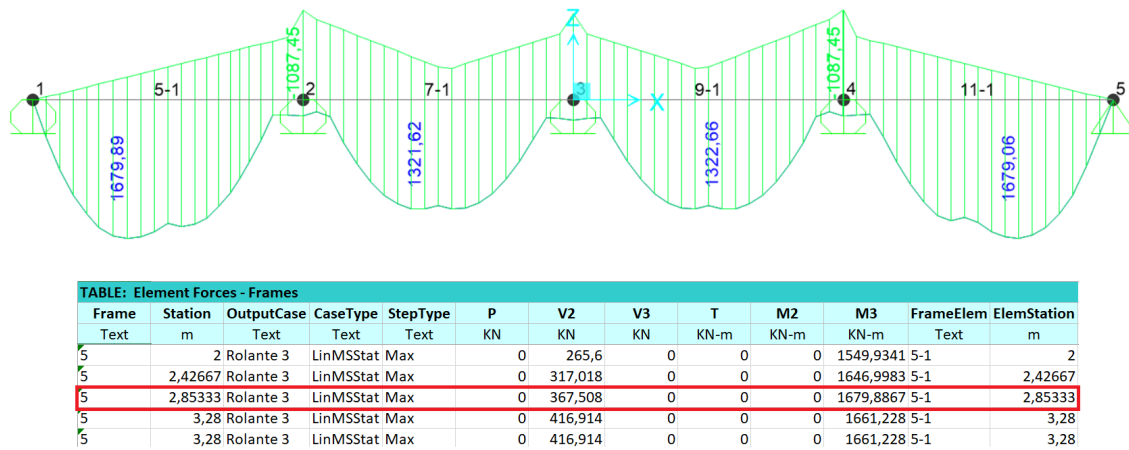 Z
1 5-1 2 7-1 3 X 9-1 4 11-1 5
1087,45 1087,45
1679,89 1321,62 1322,66 1679,06
TABLE: Element Forces - Frames
Frame Station OutputCase CaseType StepType P V2 V3 T M2 M3 FrameElem ElemStation
Text m Text Text Text KN KN KN KN-m KN-m KN-m Text m
5 2 Rolante 3 LinMSStat Max 0 265,6 0 0 0 1549,9341 5-1 2
5 2,42667 Rolante 3 LinMSStat Max 0 317,018 0 0 0 1646,9983 5-1 2,42667
5 2,85333 Rolante 3 LinMSStat Max 0 367,508 0 0 0 1679,8867 5-1 2,85333
5 3,28 Rolante 3 LinMSStat Max 0 416,914 0 0 0 1661,228 5-1 3,28
5 3,28 Rolante 3 LinMSStat Max 0 416,914 0 0 0 1661,228 5-1 3,28